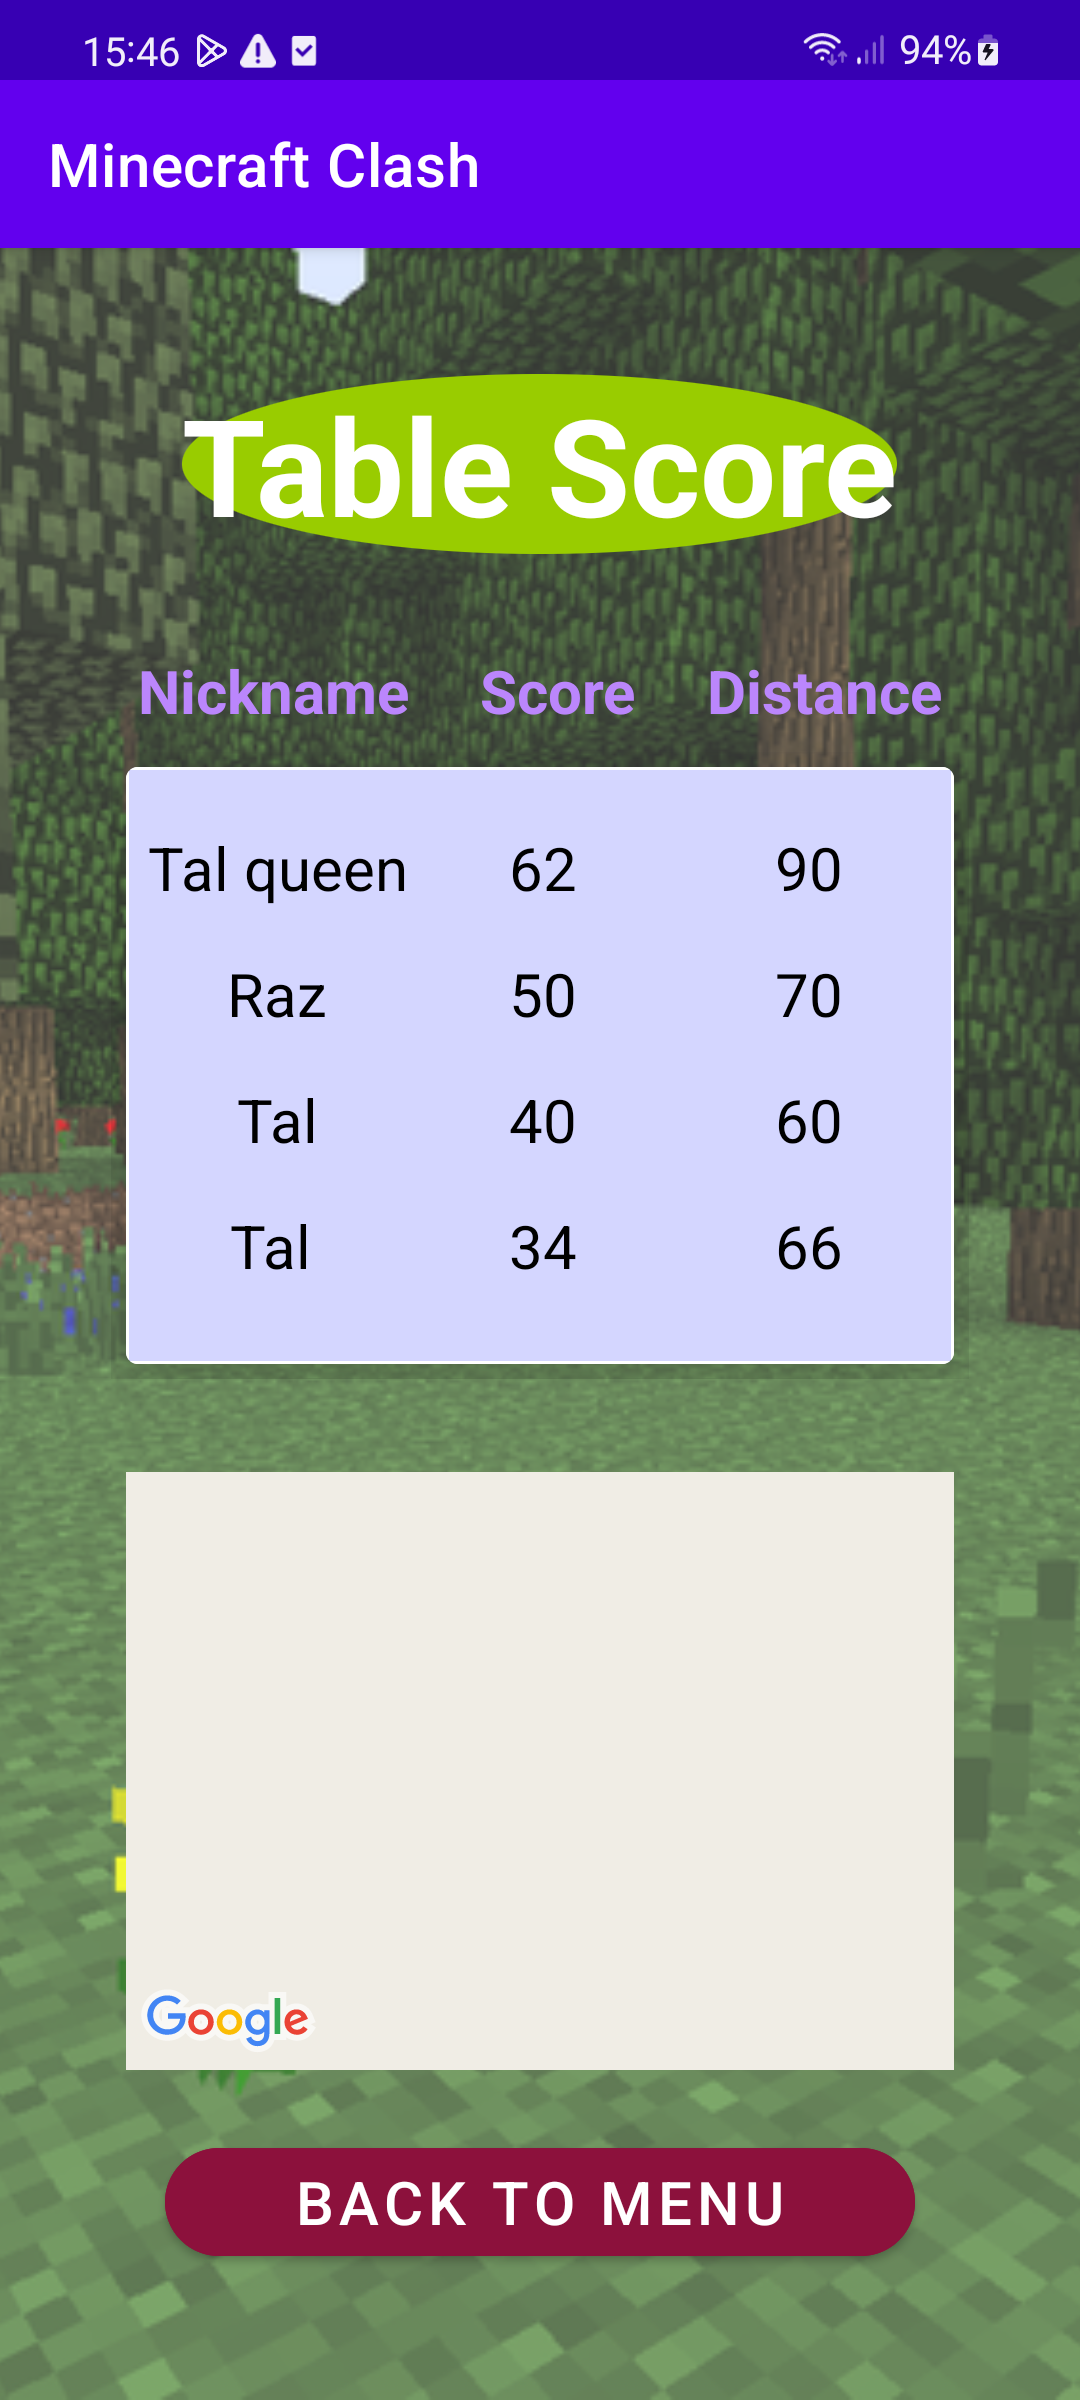 15:46 94%
Minecraft Clash
Table Score
Nickname Score Distance
Tal queen 62 90
Raz 50 70
Tal 40 60
Tal 34 66
Google
BACK TO MENU